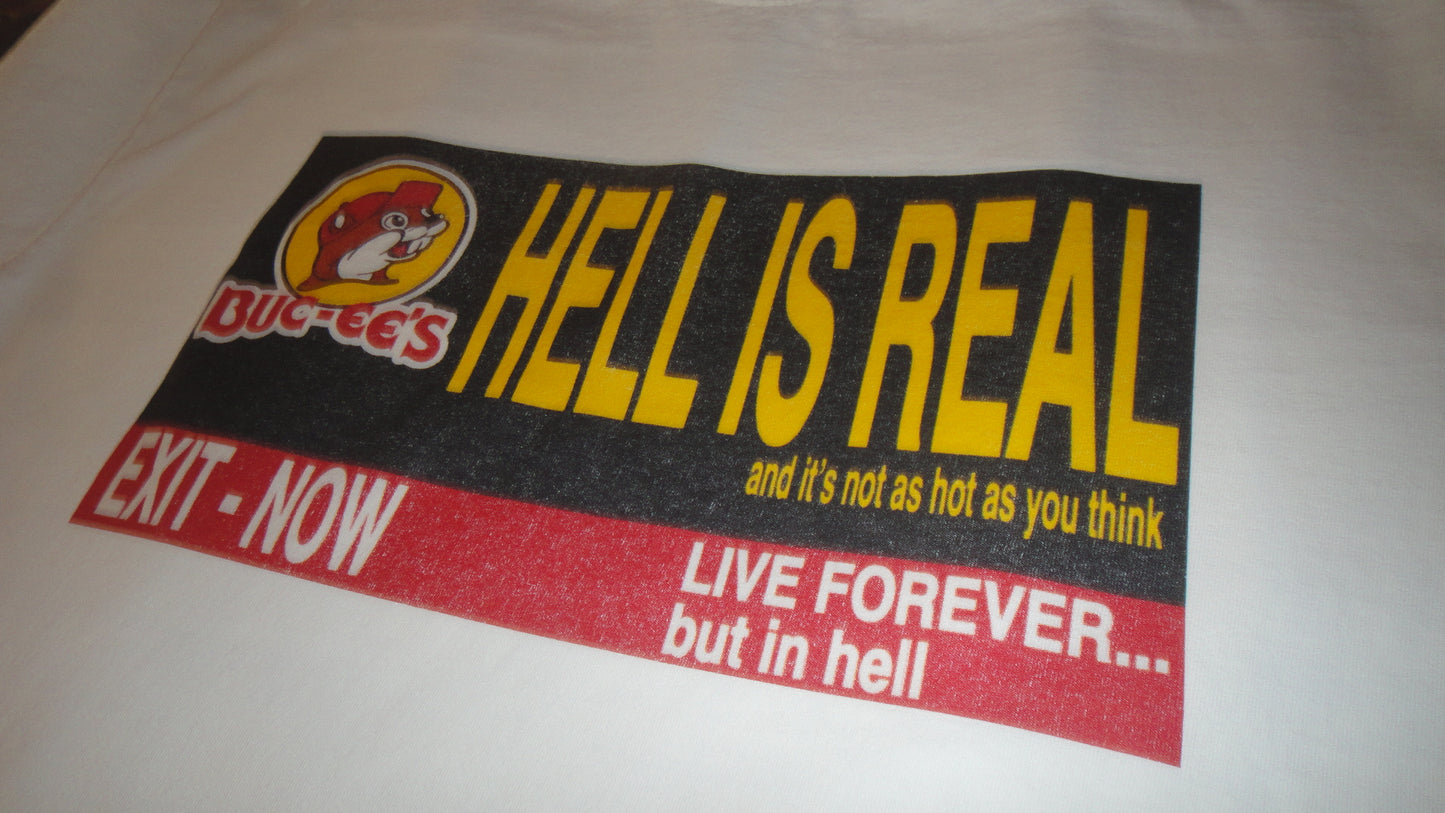 BUC-EE'S
HELL IS REAL
and it's not as hot as you think
EXIT - NOW
LIVE FOREVER...
but in hell